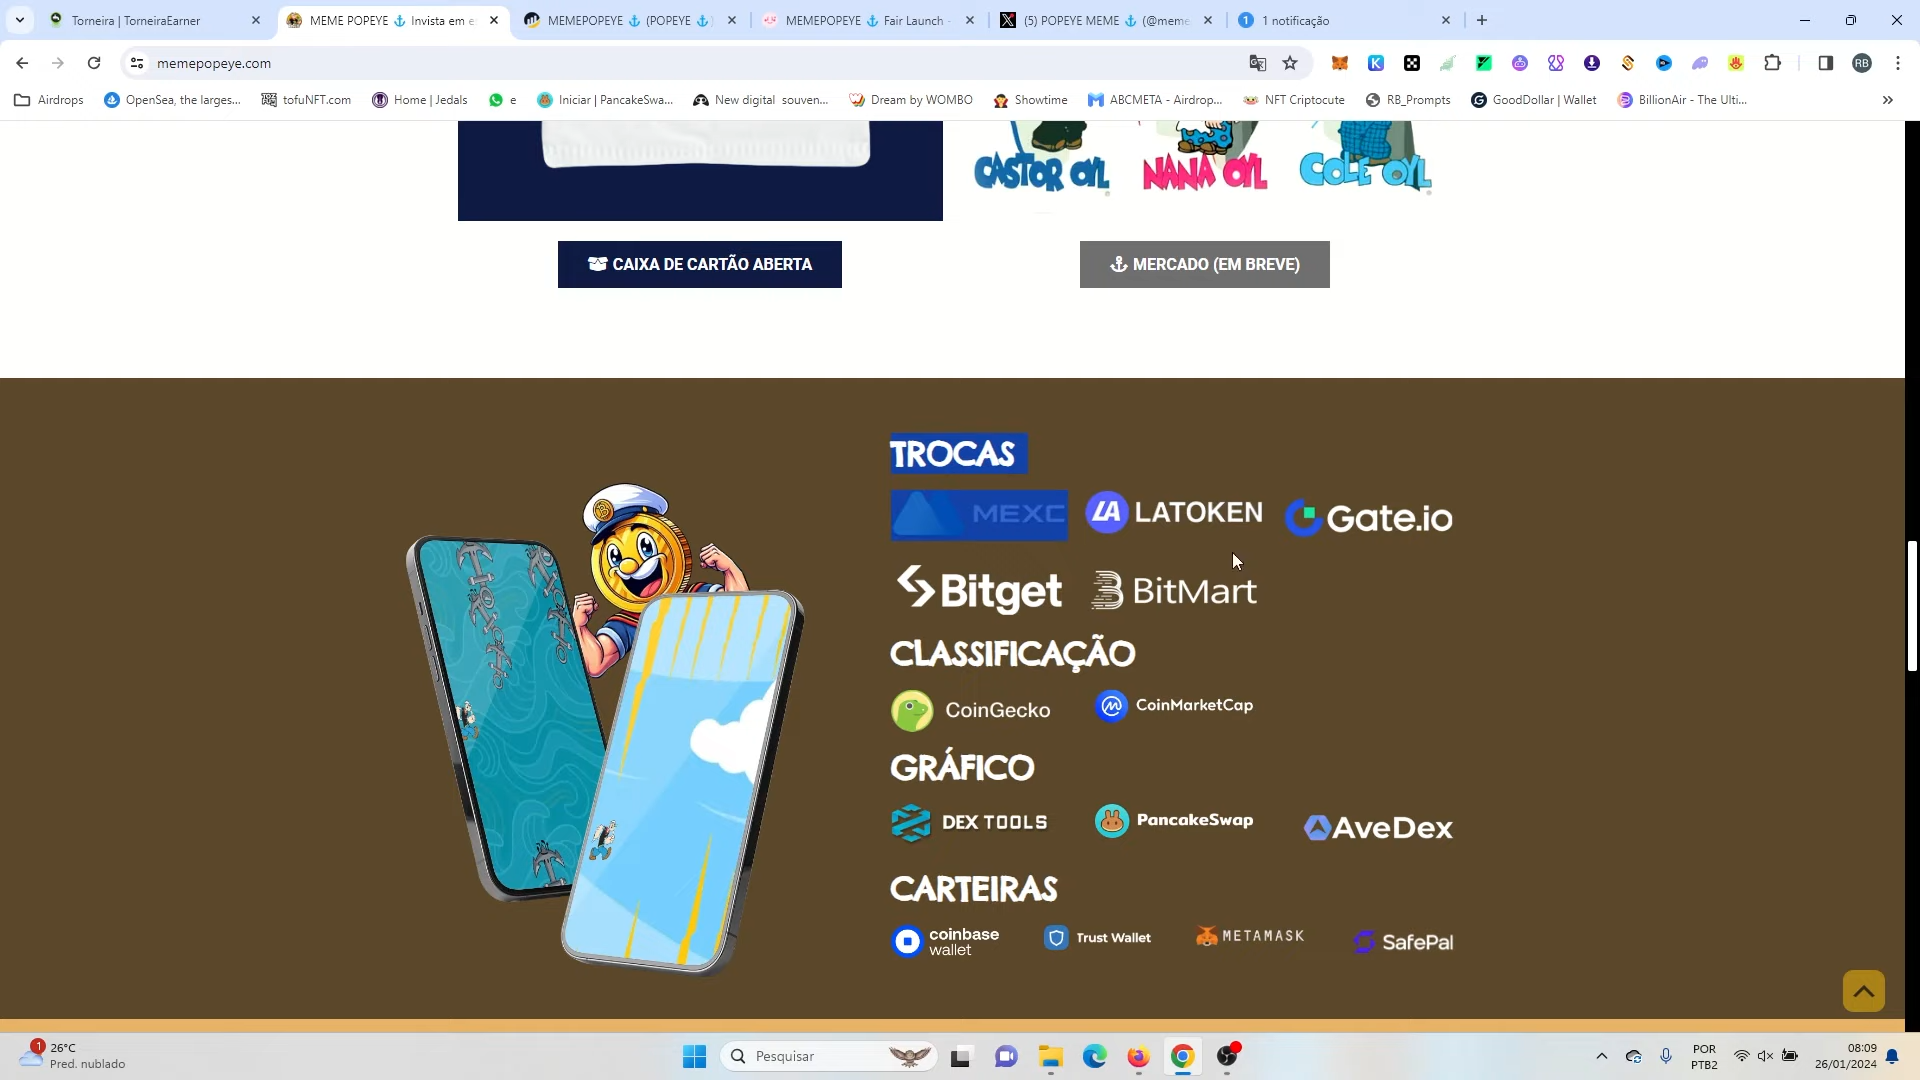 Torneira | TorneiraEarner
MEME POPEYE ⚓ Invista em e
MEMEPOPEYE ⚓ (POPEYE ⚓)
MEMEPOPEYE ⚓ Fair Launch -
(5) POPEYE MEME ⚓ (@meme
1
1 notificação
memepopeye.com
RB
Airdrops
OpenSea, the larges...
tofuNFT.com
Home | Jedals
e
Iniciar | PancakeSwa...
New digital souven...
Dream by WOMBO
Showtime
ABCMETA - Airdrop...
NFT Criptocute
RB_Prompts
GoodDollar | Wallet
BillionAir - The Ulti...
CASTOR OYL
NANA OYL
COLE OYL
CAIXA DE CARTÃO ABERTA
MERCADO (EM BREVE)
TROCAS
MEXC
LATOKEN
Gate.io
Bitget
BitMart
CLASSIFICAÇÃO
CoinGecko
CoinMarketCap
GRÁFICO
DEXTOOLS
PancakeSwap
AveDex
CARTEIRAS
coinbase
wallet
Trust Wallet
METAMASK
SafePal
1
26°C
Pred. nublado
Pesquisar
POR
PTB2
08:09
26/01/2024